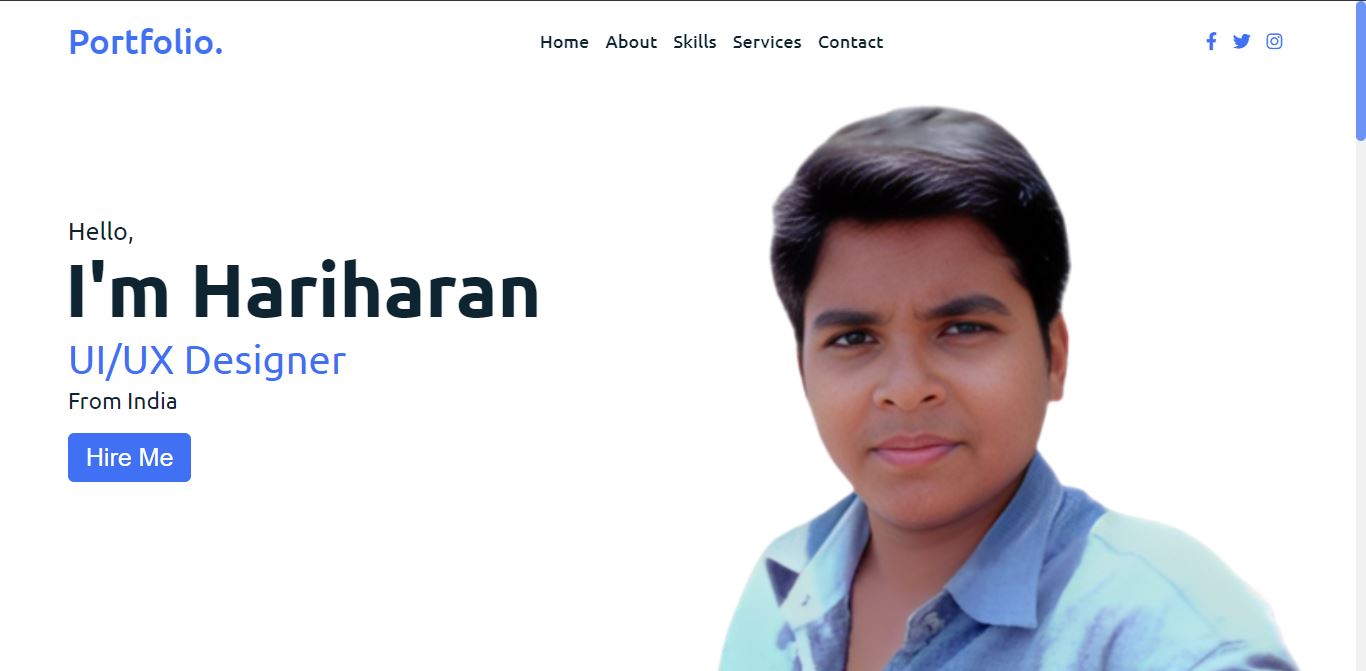 Portfolio.
Home About Skills Services Contact
Hello,
I'm Hariharan
UI/UX Designer
From India
Hire Me